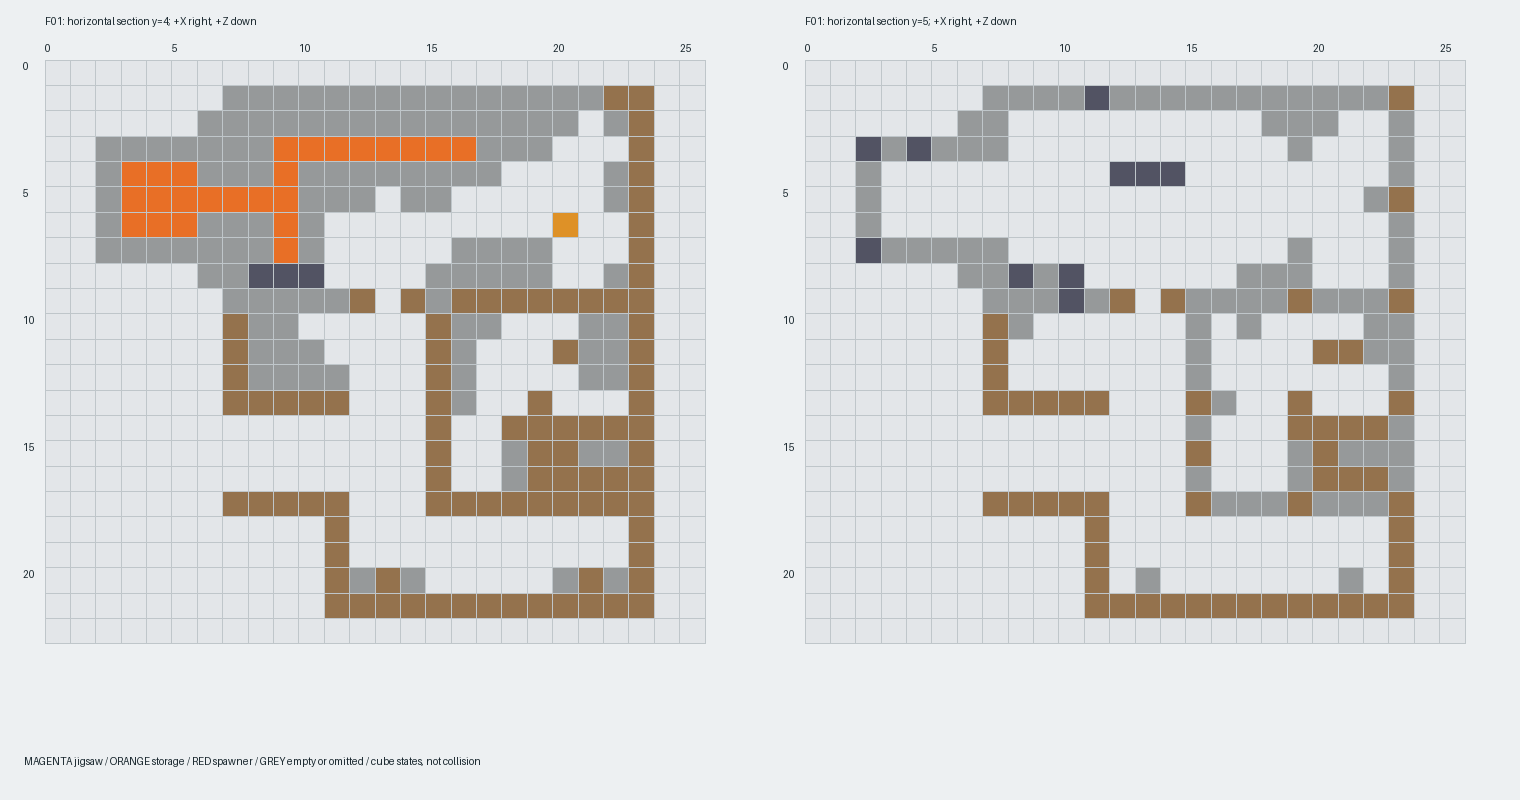 F01: horizontal section y=4; +X right, +Z down
F01: horizontal section y=5; +X right, +Z down
0 5 10 15 20 25
0 5 10 15 20 25
0 0
5 5
10 10
15 15
20 20
MAGENTA jigsaw / ORANGE storage / RED spawner / GREY empty or omitted / cube states, not collision